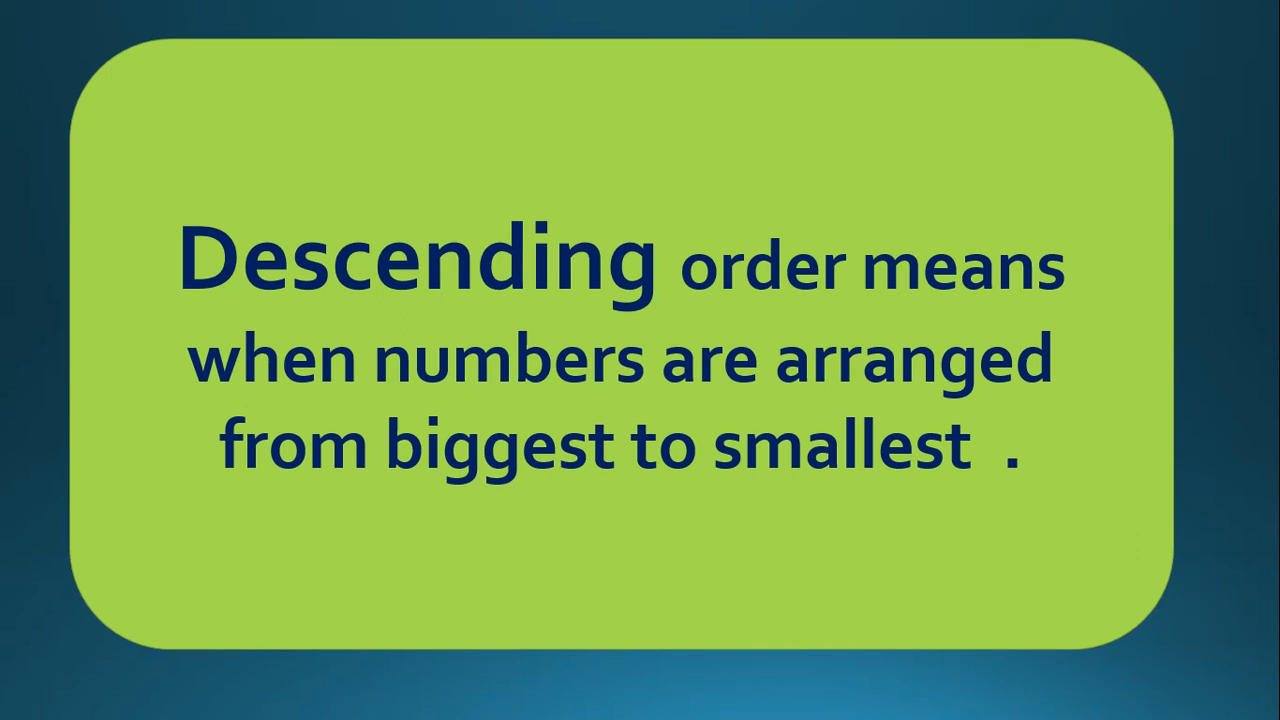 Descending order means
when numbers are arranged
from biggest to smallest .